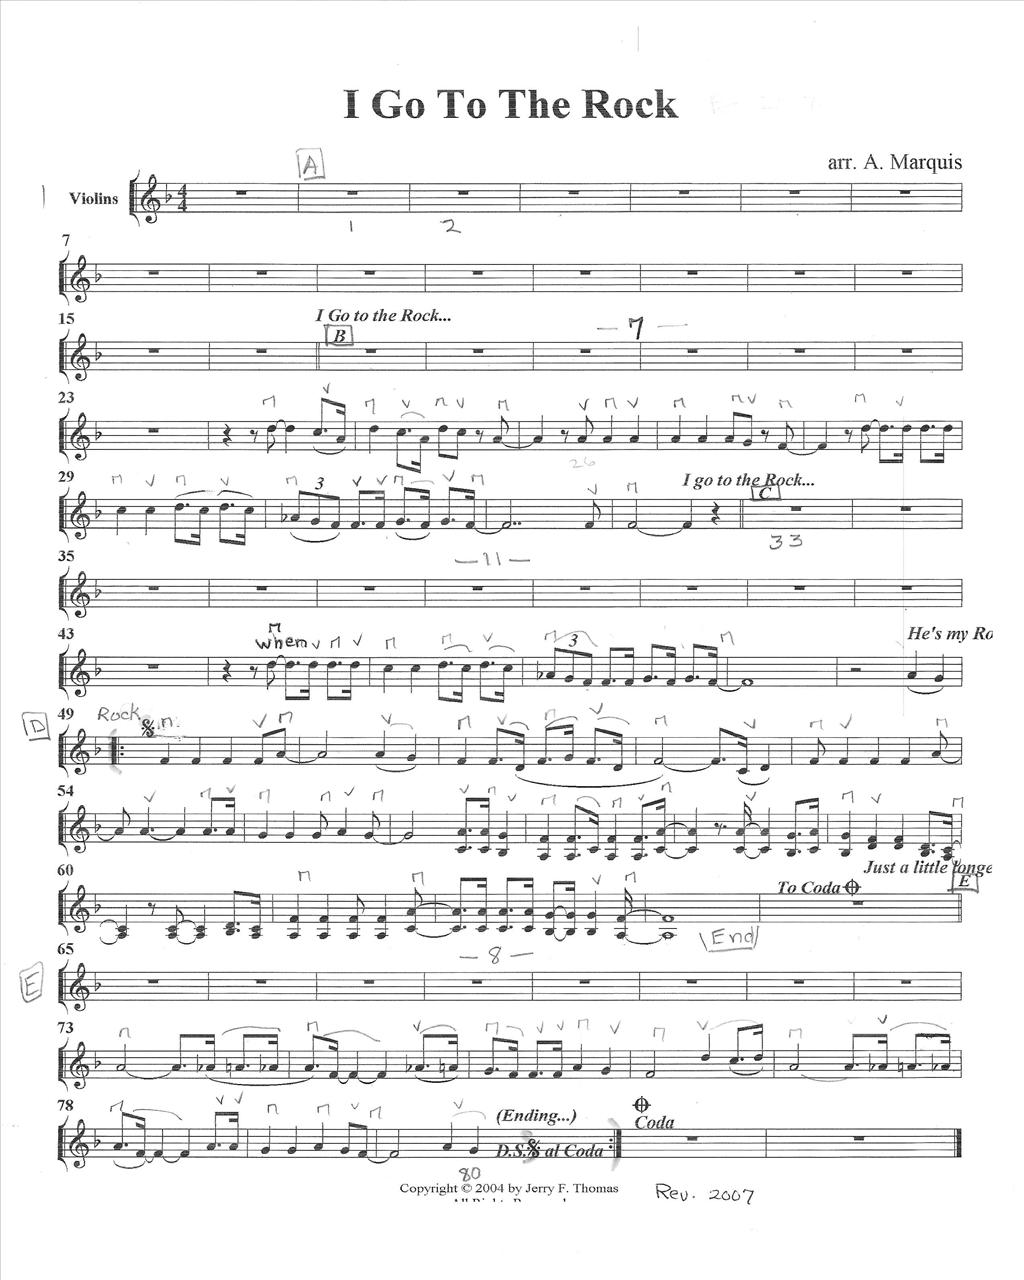 I Go To The Rock
arr. A. Marquis
A
Violins
1 2
7
I Go to the Rock...
15
B
— 7 —
23
26
29
3
I go to the Rock...
C
33
35
— 11 —
43
when
3
He's my Ro
D
49
Rock
54
60
Just a little longe
To Coda
E
End
E
65
— 8 —
73
78
(Ending...)
D.S. al Coda
Coda
80
Copyright © 2004 by Jerry F. Thomas
Rev. 2007